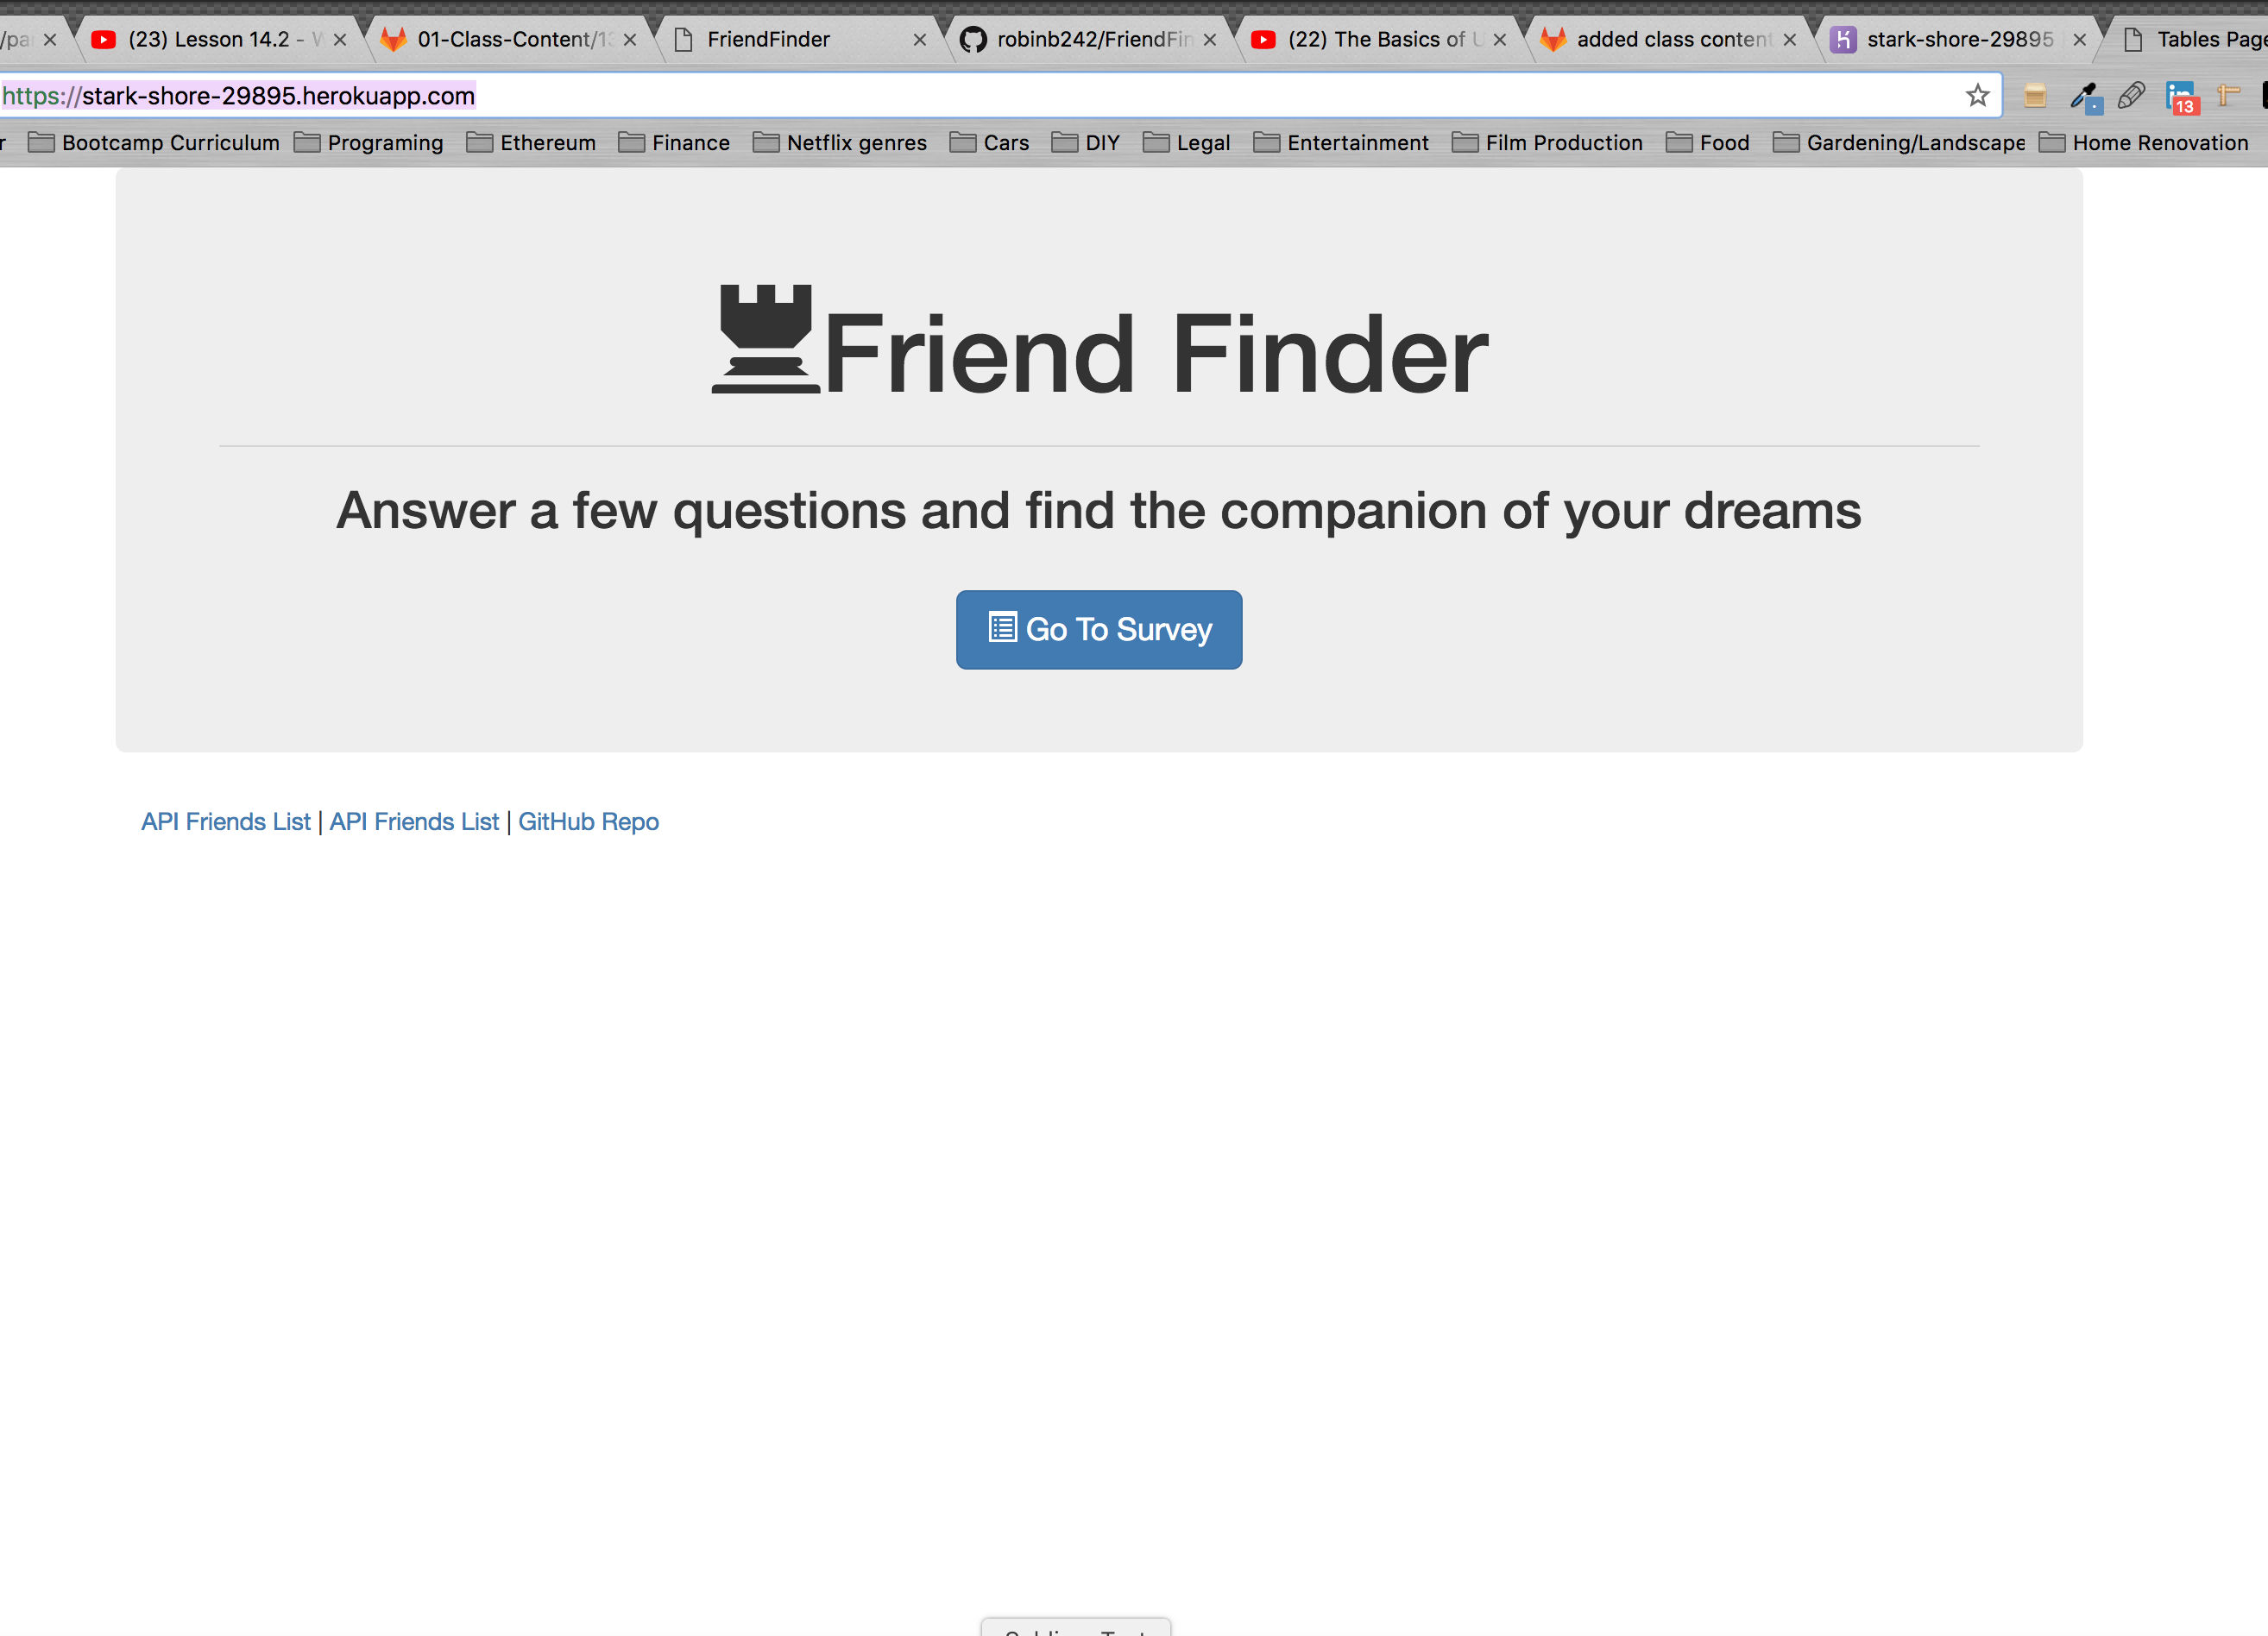 /pa (23) Lesson 14.2 - 01-Class-Content/1 FriendFinder robinb242/FriendFin (22) The Basics of U added class content stark-shore-29895 Tables Page
https://stark-shore-29895.herokuapp.com 13
r Bootcamp Curriculum Programing Ethereum Finance Netflix genres Cars DIY Legal Entertainment Film Production Food Gardening/Landscape Home Renovation
Friend Finder
Answer a few questions and find the companion of your dreams
Go To Survey
API Friends List | API Friends List | GitHub Repo